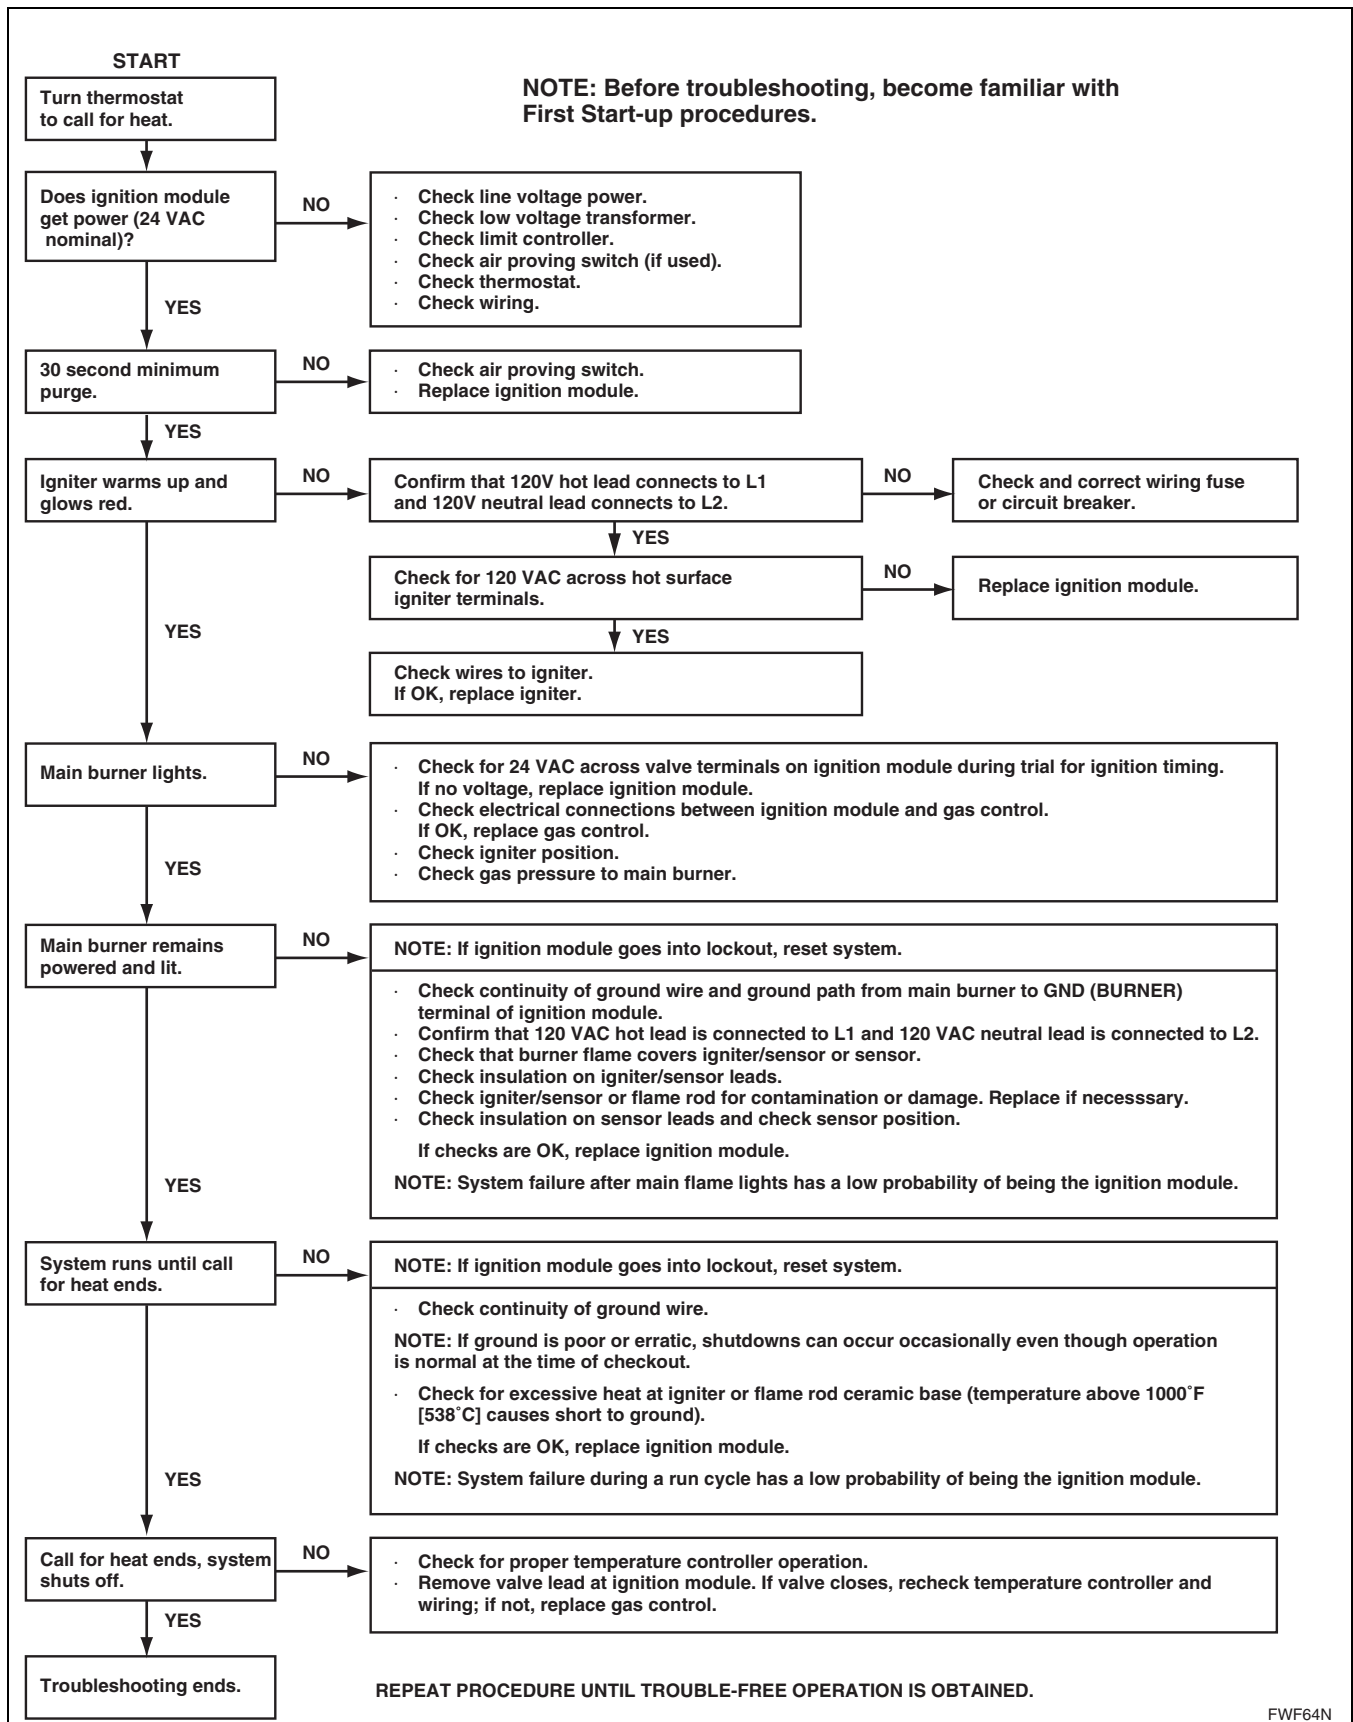 START
NOTE: Before troubleshooting, become familiar with
First Start-up procedures.
Turn thermostat
to call for heat.
Does ignition module
get power (24 VAC
nominal)?
NO
· Check line voltage power.
· Check low voltage transformer.
· Check limit controller.
· Check air proving switch (if used).
· Check thermostat.
· Check wiring.
YES
30 second minimum
purge.
NO
· Check air proving switch.
· Replace ignition module.
YES
Igniter warms up and
glows red.
NO
Confirm that 120V hot lead connects to L1
and 120V neutral lead connects to L2.
NO
Check and correct wiring fuse
or circuit breaker.
YES
Check for 120 VAC across hot surface
igniter terminals.
NO
Replace ignition module.
YES
YES
Check wires to igniter.
If OK, replace igniter.
Main burner lights.
NO
· Check for 24 VAC across valve terminals on ignition module during trial for ignition timing.
If no voltage, replace ignition module.
· Check electrical connections between ignition module and gas control.
If OK, replace gas control.
· Check igniter position.
· Check gas pressure to main burner.
YES
Main burner remains
powered and lit.
NO
NOTE: If ignition module goes into lockout, reset system.
· Check continuity of ground wire and ground path from main burner to GND (BURNER)
terminal of ignition module.
· Confirm that 120 VAC hot lead is connected to L1 and 120 VAC neutral lead is connected to L2.
· Check that burner flame covers igniter/sensor or sensor.
· Check insulation on igniter/sensor leads.
· Check igniter/sensor or flame rod for contamination or damage. Replace if necesssary.
· Check insulation on sensor leads and check sensor position.
If checks are OK, replace ignition module.
NOTE: System failure after main flame lights has a low probability of being the ignition module.
YES
System runs until call
for heat ends.
NO
NOTE: If ignition module goes into lockout, reset system.
· Check continuity of ground wire.
NOTE: If ground is poor or erratic, shutdowns can occur occasionally even though operation
is normal at the time of checkout.
· Check for excessive heat at igniter or flame rod ceramic base (temperature above 1000˚F
[538˚C] causes short to ground).
If checks are OK, replace ignition module.
NOTE: System failure during a run cycle has a low probability of being the ignition module.
YES
Call for heat ends, system
shuts off.
NO
· Check for proper temperature controller operation.
· Remove valve lead at ignition module. If valve closes, recheck temperature controller and
wiring; if not, replace gas control.
YES
Troubleshooting ends.
REPEAT PROCEDURE UNTIL TROUBLE-FREE OPERATION IS OBTAINED.
FWF64N